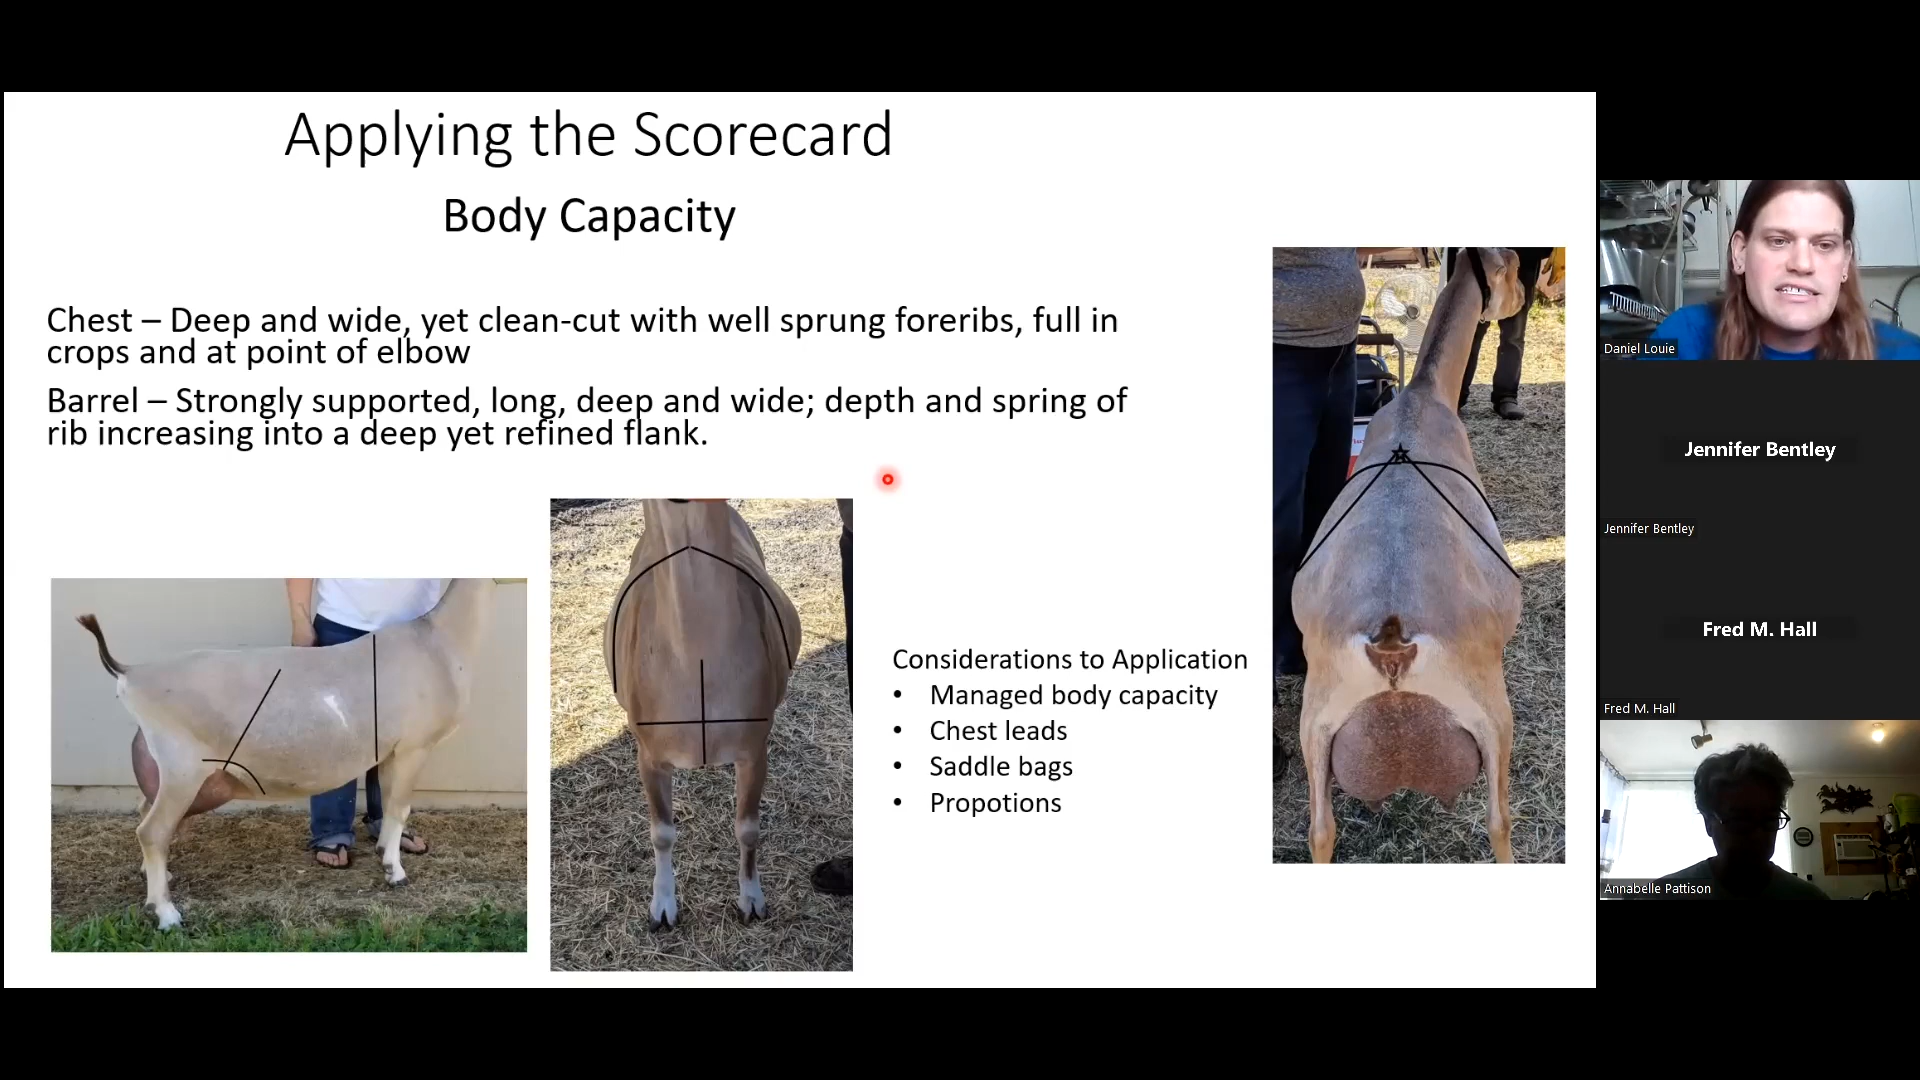 Applying the Scorecard
Body Capacity
Chest – Deep and wide, yet clean-cut with well sprung foreribs, full in
crops and at point of elbow
Barrel – Strongly supported, long, deep and wide; depth and spring of
rib increasing into a deep yet refined flank.
Considerations to Application
• Managed body capacity
• Chest leads
• Saddle bags
• Propotions
Daniel Louie
Jennifer Bentley
Jennifer Bentley
Fred M. Hall
Fred M. Hall
Annabelle Pattison